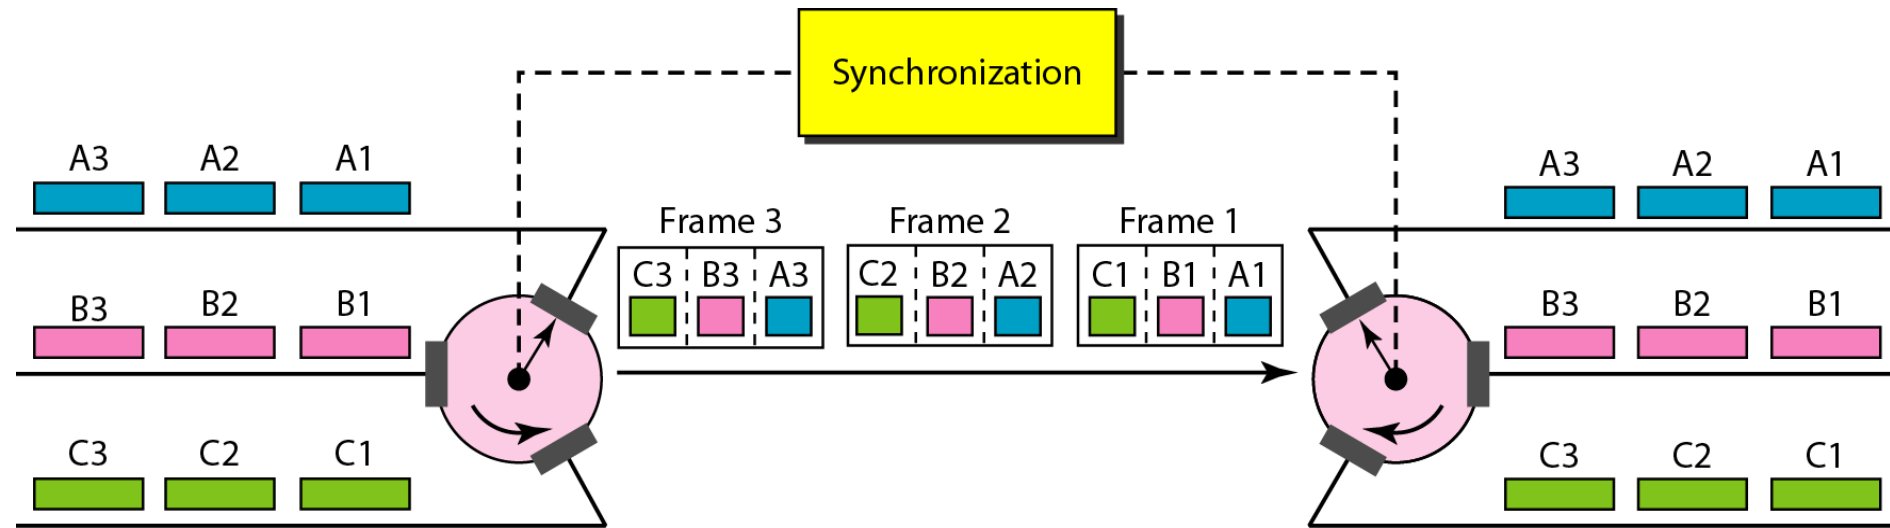 Synchronization
A3 A2 A1
A3 A2 A1
Frame 3 Frame 2 Frame 1
C3 B3 A3 C2 B2 A2 C1 B1 A1
B3 B2 B1
B3 B2 B1
C3 C2 C1
C3 C2 C1